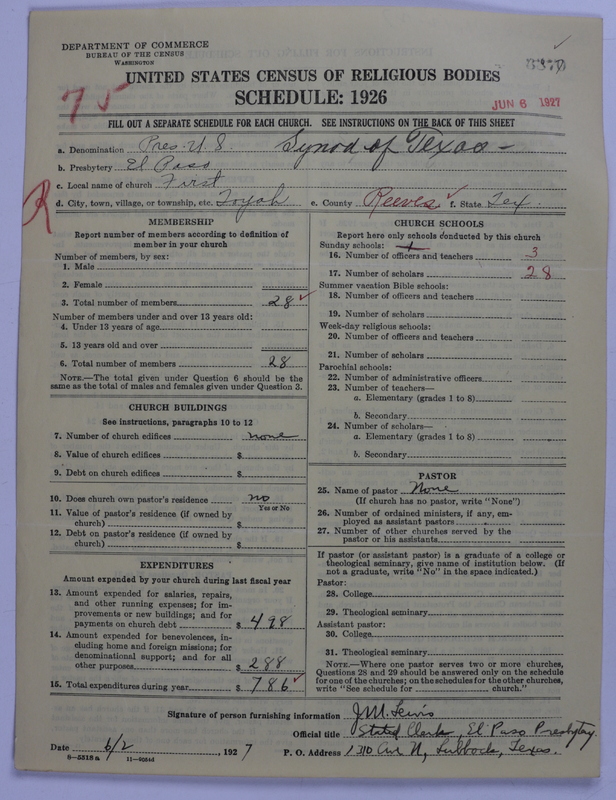 DEPARTMENT OF COMMERCE
BUREAU OF THE CENSUS
WASHINGTON
UNITED STATES CENSUS OF RELIGIOUS BODIES
SCHEDULE: 1926
75
JUN 6 1927
FILL OUT A SEPARATE SCHEDULE FOR EACH CHURCH. SEE INSTRUCTIONS ON THE BACK OF THIS SHEET
a. Denomination Pres. U.S. Synod of Texas -
b. Presbytery El Paso
c. Local name of church First
R
d. City, town, village, or township, etc. Toyah e. County Reeves f. State Tex.
MEMBERSHIP
Report number of members according to definition of member in your church
Number of members, by sex:
1. Male
2. Female
3. Total number of members 28
Number of members under and over 13 years old:
4. Under 13 years of age
5. 13 years old and over
6. Total number of members 28
NOTE.—The total given under Question 6 should be the
same as the total of males and females given under Question 3.
CHURCH BUILDINGS
See instructions, paragraphs 10 to 12
7. Number of church edifices none
8. Value of church edifices $
9. Debt on church edifices $
10. Does church own pastor's residence no
Yes or No
11. Value of pastor's residence (if owned by
church) $
12. Debt on pastor's residence (if owned by
church) $
EXPENDITURES
Amount expended by your church during last fiscal year
13. Amount expended for salaries, repairs,
and other running expenses; for im-
provements or new buildings; and for
payments on church debt $ 498
14. Amount expended for benevolences, in-
cluding home and foreign missions; for
denominational support; and for all
other purposes $ 288
15. Total expenditures during year $ 786
CHURCH SCHOOLS
Report here only schools conducted by this church
Sunday schools:
16. Number of officers and teachers 3
17. Number of scholars 28
Summer vacation Bible schools:
18. Number of officers and teachers
19. Number of scholars
Week-day religious schools:
20. Number of officers and teachers
21. Number of scholars
Parochial schools:
22. Number of administrative officers
23. Number of teachers—
a. Elementary (grades 1 to 8)
b. Secondary
24. Number of scholars—
a. Elementary (grades 1 to 8)
b. Secondary
PASTOR
25. Name of pastor None
(If church has no pastor, write "None")
26. Number of ordained ministers, if any, em-
ployed as assistant pastors
27. Number of other churches served by the
pastor or his assistants
If pastor (or assistant pastor) is a graduate of a college or
theological seminary, give name of institution below. (If
not a graduate, write "No" in the space indicated.)
Pastor:
28. College
29. Theological seminary
Assistant pastor:
30. College
31. Theological seminary
NOTE.—Where one pastor serves two or more churches,
Questions 28 and 29 should be answered only on the schedule
for one of the churches; on the schedules for the other churches,
write "See schedule for church."
Signature of person furnishing information J.M. Lewis
Official title Stated Clerk, El Paso Presbytery
Date 6/2 1927 P. O. Address 1310 Ave N, Lubbock, Texas.
8—5518a 11—9054d